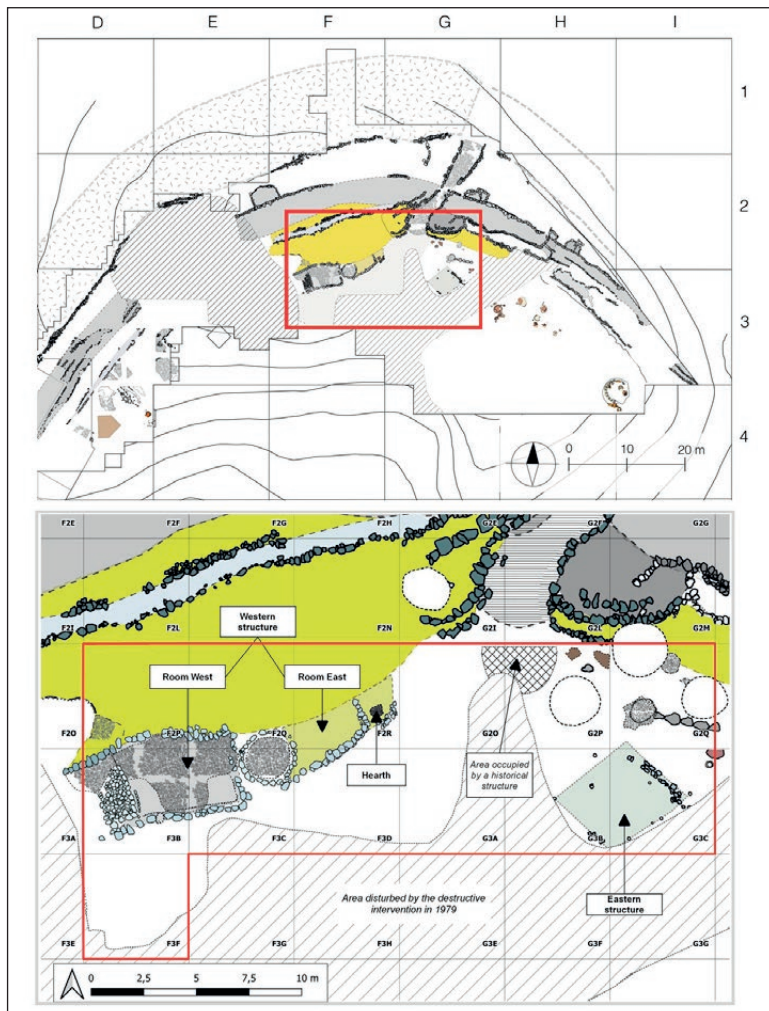 D E F G H I
1
2
3
4
0 10 20 m
F2E F2F F2G F2H G2E G2F G2G
F2I F2L F2N G2I G2L G2M
Western
structure
Room West
Room East
F2O F2P F2Q F2R G2O G2P G2Q
Area occupied
by a historical
structure
Hearth
F3A F3B F3C F3D G3A G3B G3C
Area disturbed by the destructive
intervention in 1979
Eastern
structure
F3E F3F F3G F3H G3E G3F G3G
0 2,5 5 7,5 10 m